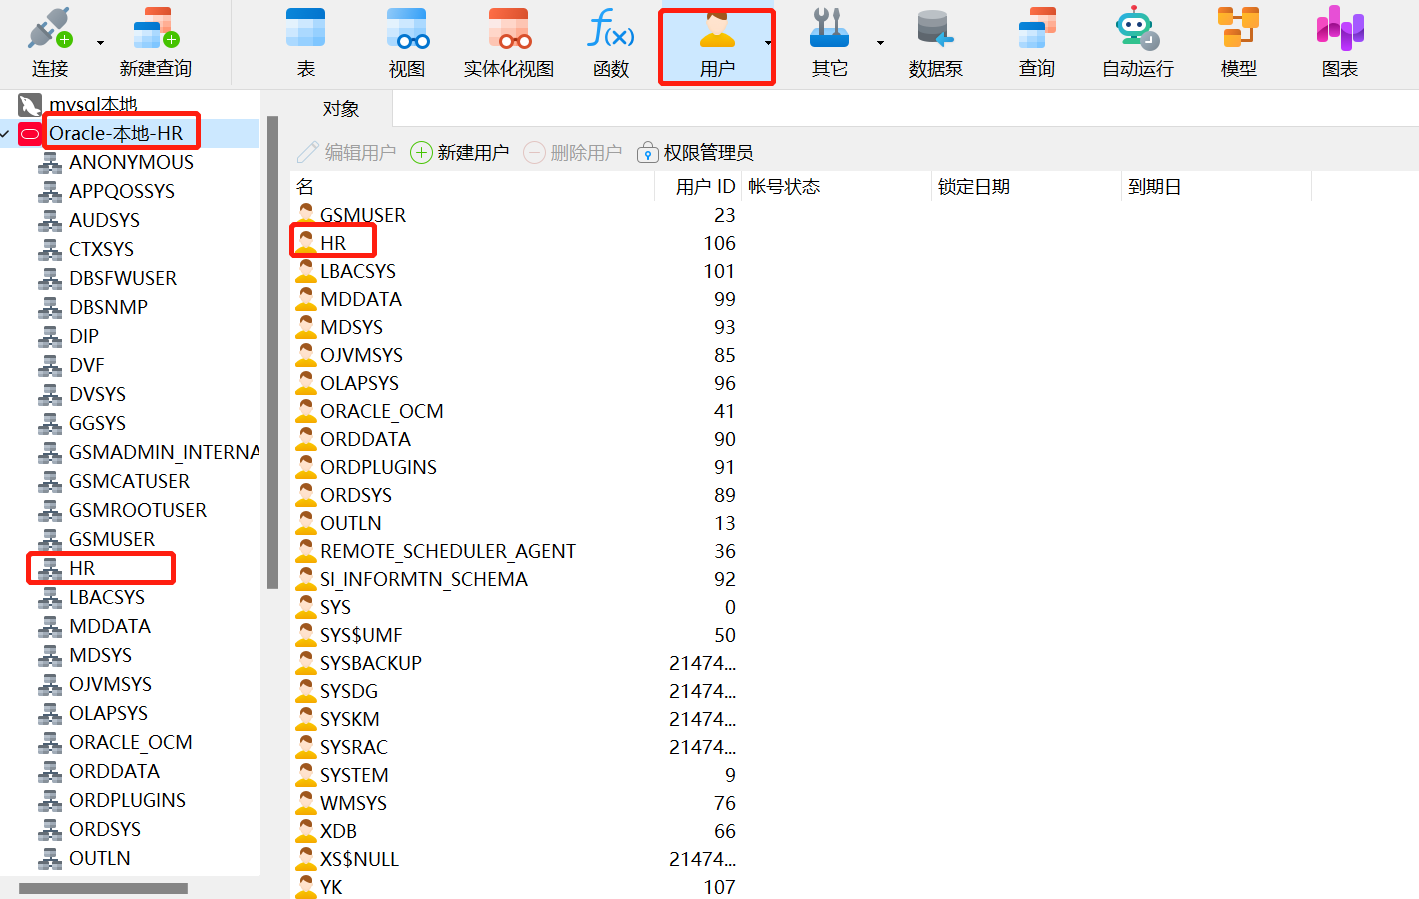 连接
新建查询
表
视图
实体化视图
f(x)
函数
用户
其它
数据泵
查询
自动运行
模型
图表
mysql本地
Oracle-本地-HR
ANONYMOUS
APPQOSSYS
AUDSYS
CTXSYS
DBSFWUSER
DBSNMP
DIP
DVF
DVSYS
GGSYS
GSMADMIN_INTERNA
GSMCATUSER
GSMROOTUSER
GSMUSER
HR
LBACSYS
MDDATA
MDSYS
OJVMSYS
OLAPSYS
ORACLE_OCM
ORDDATA
ORDPLUGINS
ORDSYS
OUTLN
对象
编辑用户 新建用户 删除用户 权限管理员
名 用户 ID 帐号状态 锁定日期 到期日
GSMUSER 23
HR 106
LBACSYS 101
MDDATA 99
MDSYS 93
OJVMSYS 85
OLAPSYS 96
ORACLE_OCM 41
ORDDATA 90
ORDPLUGINS 91
ORDSYS 89
OUTLN 13
REMOTE_SCHEDULER_AGENT 36
SI_INFORMTN_SCHEMA 92
SYS 0
SYS$UMF 50
SYSBACKUP 21474...
SYSDG 21474...
SYSKM 21474...
SYSRAC 21474...
SYSTEM 9
WMSYS 76
XDB 66
XS$NULL 21474...
YK 107